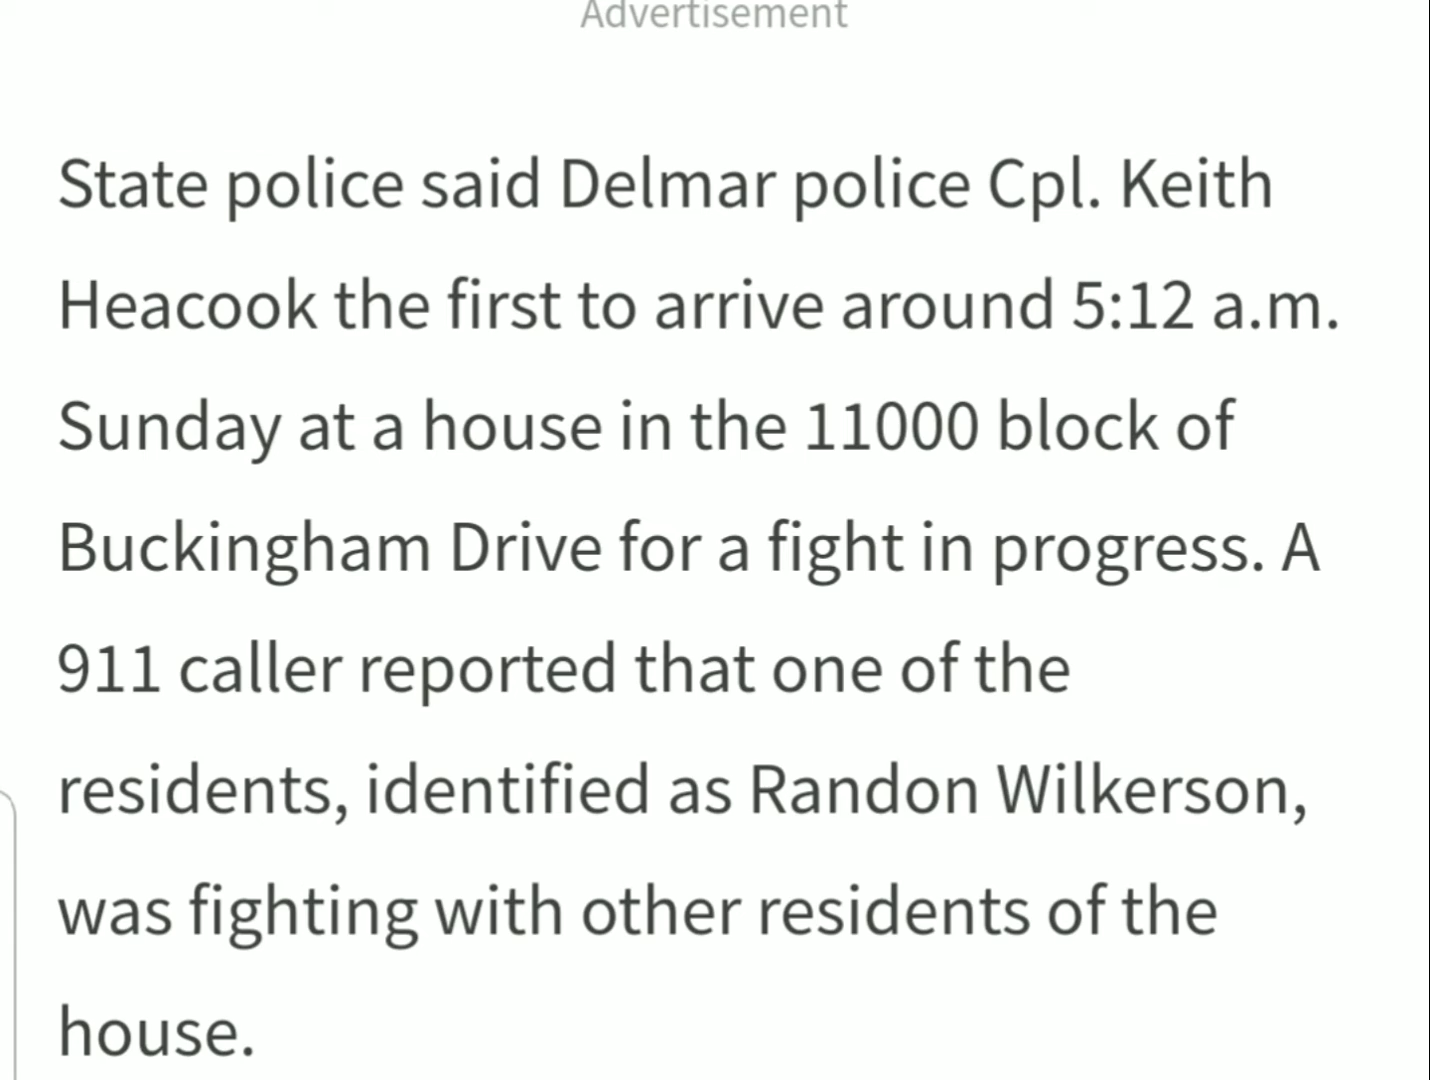 Advertisement
State police said Delmar police Cpl. Keith
Heacook the first to arrive around 5:12 a.m.
Sunday at a house in the 11000 block of
Buckingham Drive for a fight in progress. A
911 caller reported that one of the
residents, identified as Randon Wilkerson,
was fighting with other residents of the
house.